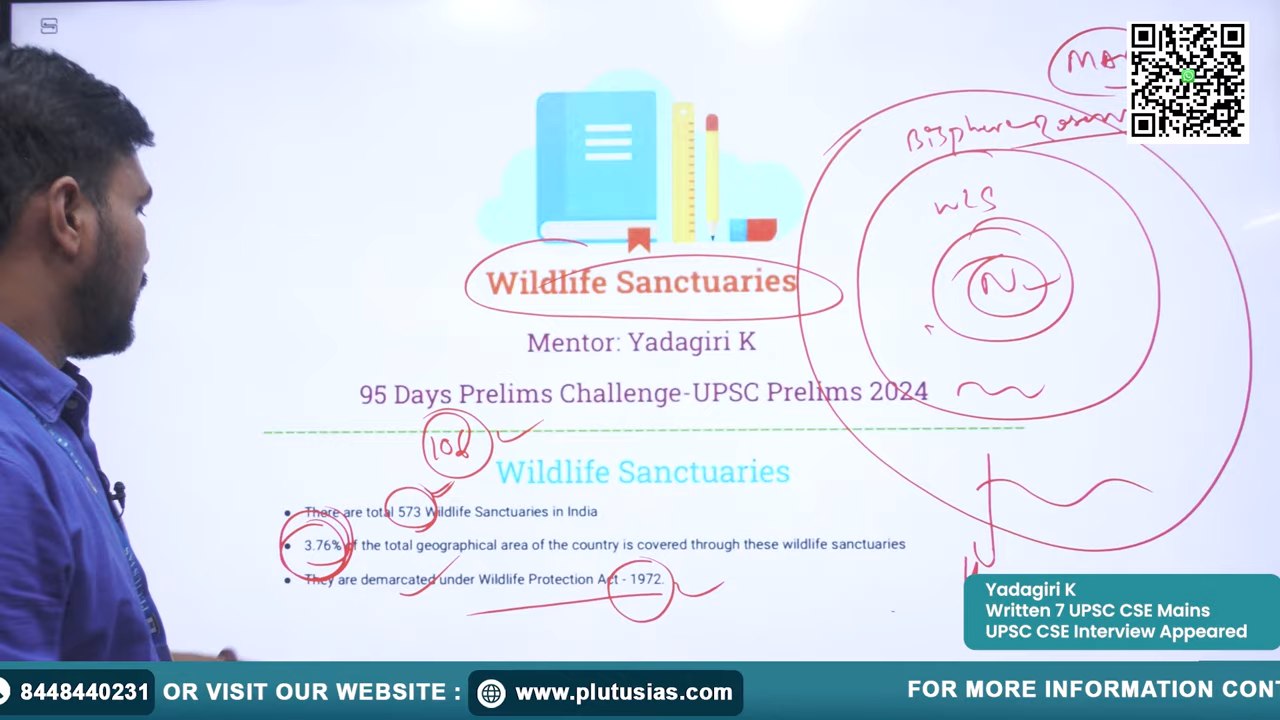 MA
Biosphere Reserve
WLS
N
Wildlife Sanctuaries
Mentor: Yadagiri K
95 Days Prelims Challenge-UPSC Prelims 2024
108
Wildlife Sanctuaries
There are total 573 Wildlife Sanctuaries in India
3.76% of the total geographical area of the country is covered through these wildlife sanctuaries
They are demarcated under Wildlife Protection Act - 1972.
Yadagiri K
Written 7 UPSC CSE Mains
UPSC CSE Interview Appeared
8448440231 OR VISIT OUR WEBSITE : www.plutusias.com FOR MORE INFORMATION CONT